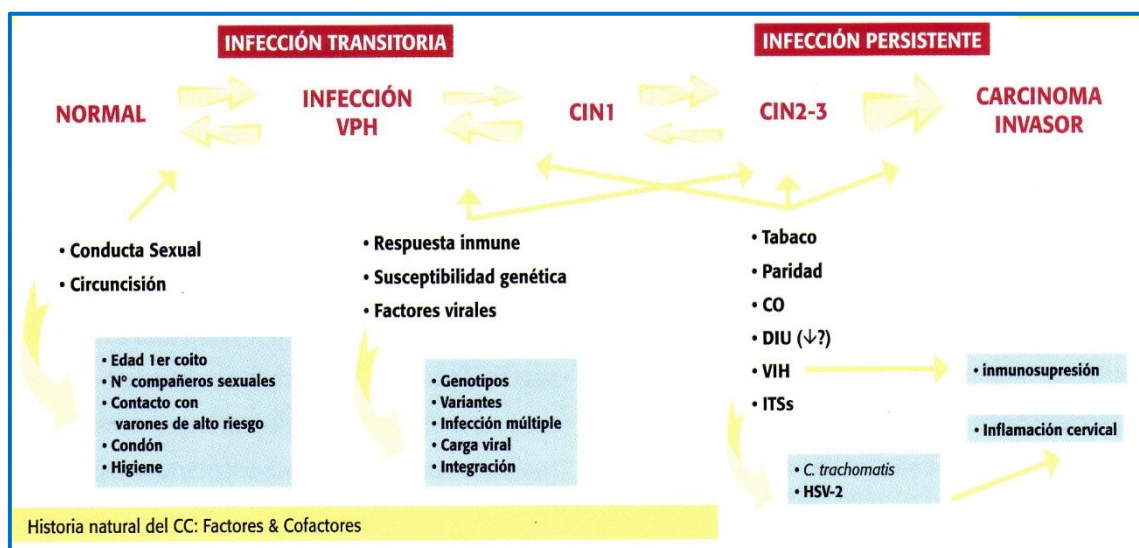 INFECCIÓN TRANSITORIA
INFECCIÓN PERSISTENTE
NORMAL
INFECCIÓN
VPH
CIN1
CIN2-3
CARCINOMA
INVASOR
• Conducta Sexual
• Circuncisión
• Edad 1er coito
• Nº compañeros sexuales
• Contacto con
varones de alto riesgo
• Condón
• Higiene
• Respuesta inmune
• Susceptibilidad genética
• Factores virales
• Genotipos
• Variantes
• Infección múltiple
• Carga viral
• Integración
• Tabaco
• Paridad
• CO
• DIU (↓?)
• VIH
• ITSs
• inmunosupresión
• Inflamación cervical
• C. trachomatis
• HSV-2
Historia natural del CC: Factores & Cofactores